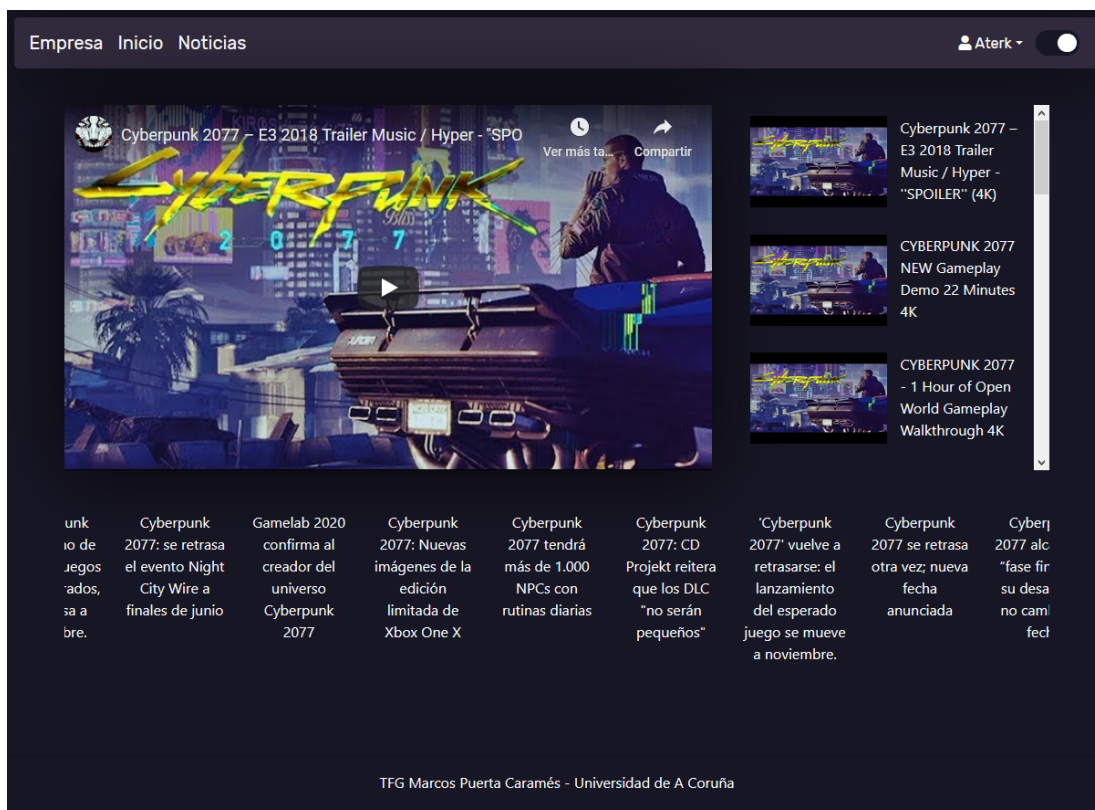 Empresa Inicio Noticias
Aterk
Cyberpunk 2077 – E3 2018 Trailer Music / Hyper - "SPO
Ver más ta...
Compartir
CYBERPUNK
2077
Cyberpunk 2077 –
E3 2018 Trailer
Music / Hyper -
"SPOILER" (4K)
CYBERPUNK 2077
NEW Gameplay
Demo 22 Minutes
4K
CYBERPUNK 2077
- 1 Hour of Open
World Gameplay
Walkthrough 4K
Cyberpunk
2077: se retrasa
el evento Night
City Wire a
finales de junio
Gamelab 2020
confirma al
creador del
universo
Cyberpunk
2077
Cyberpunk
2077: Nuevas
imágenes de la
edición
limitada de
Xbox One X
Cyberpunk
2077 tendrá
más de 1.000
NPCs con
rutinas diarias
Cyberpunk
2077: CD
Projekt reitera
que los DLC
"no serán
pequeños"
'Cyberpunk
2077' vuelve a
retrasarse: el
lanzamiento
del esperado
juego se mueve
a noviembre.
Cyberpunk
2077 se retrasa
otra vez; nueva
fecha
anunciada
2077
su
no
TFG Marcos Puerta Caramés - Universidad de A Coruña